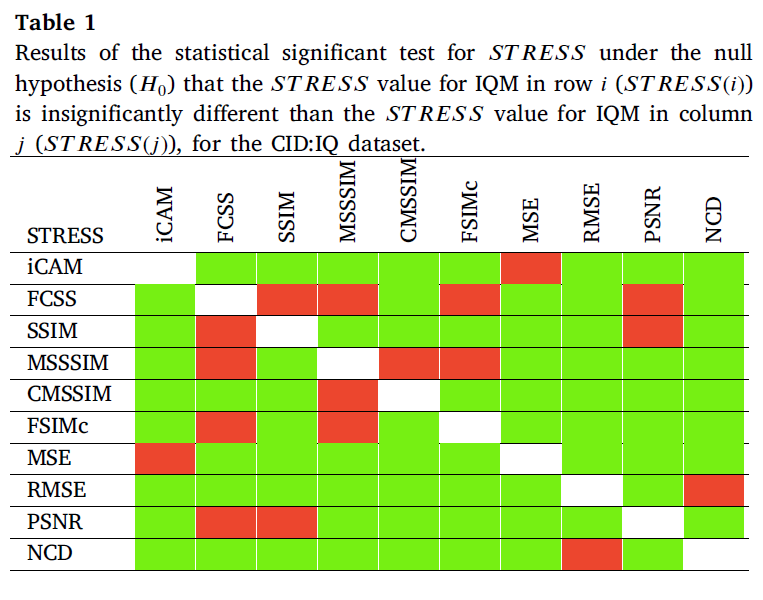 Table 1
Results of the statistical significant test for STRESS under the null
hypothesis (H₀) that the STRESS value for IQM in row i (STRESS(i))
is insignificantly different than the STRESS value for IQM in column
j (STRESS(j)), for the CID:IQ dataset.
STRESS iCAM FCSS SSIM MSSSIM CMSSIM FSIMc MSE RMSE PSNR NCD
iCAM
FCSS
SSIM
MSSSIM
CMSSIM
FSIMc
MSE
RMSE
PSNR
NCD